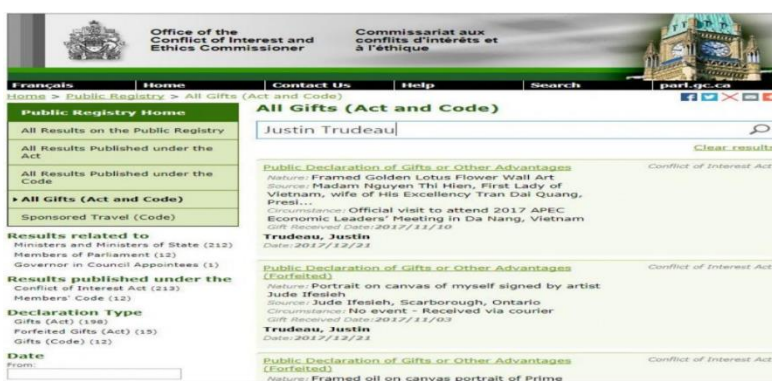 Office of the
Conflict of Interest and
Ethics Commissioner
Commissariat aux
conflits d'intérêts et
à l'éthique
Français Home Contact Us Help Search parl.gc.ca
Home > Public Registry > All Gifts (Act and Code)
Public Registry Home
All Results on the Public Registry
All Results Published under the
Act
All Results Published under the
Code
All Gifts (Act and Code)
Sponsored Travel (Code)
Results related to
Ministers and Ministers of State (212)
Members of Parliament (12)
Governor in Council Appointees (1)
Results published under the
Conflict of Interest Act (213)
Members' Code (12)
Declaration Type
Gifts (Act) (198)
Forfeited Gifts (Act) (15)
Gifts (Code) (12)
Date
From:
All Gifts (Act and Code)
Justin Trudeau
Clear results
Public Declaration of Gifts or Other Advantages
Conflict of Interest Act
Nature: Framed Golden Lotus Flower Wall Art
Source: Madam Nguyen Thi Hien, First Lady of
Vietnam, wife of His Excellency Tran Dai Quang,
Presi...
Circumstance: Official visit to attend 2017 APEC
Economic Leaders' Meeting in Da Nang, Vietnam
Gift Received Date: 2017/11/10
Trudeau, Justin
Date: 2017/12/21
Public Declaration of Gifts or Other Advantages
(Forfeited)
Conflict of Interest Act
Nature: Portrait on canvas of myself signed by artist
Jude Ifesieh
Source: Jude Ifesieh, Scarborough, Ontario
Circumstance: No event - Received via courier
Gift Received Date: 2017/11/03
Trudeau, Justin
Date: 2017/12/21
Public Declaration of Gifts or Other Advantages
(Forfeited)
Conflict of Interest Act
Nature: Framed oil on canvas portrait of Prime